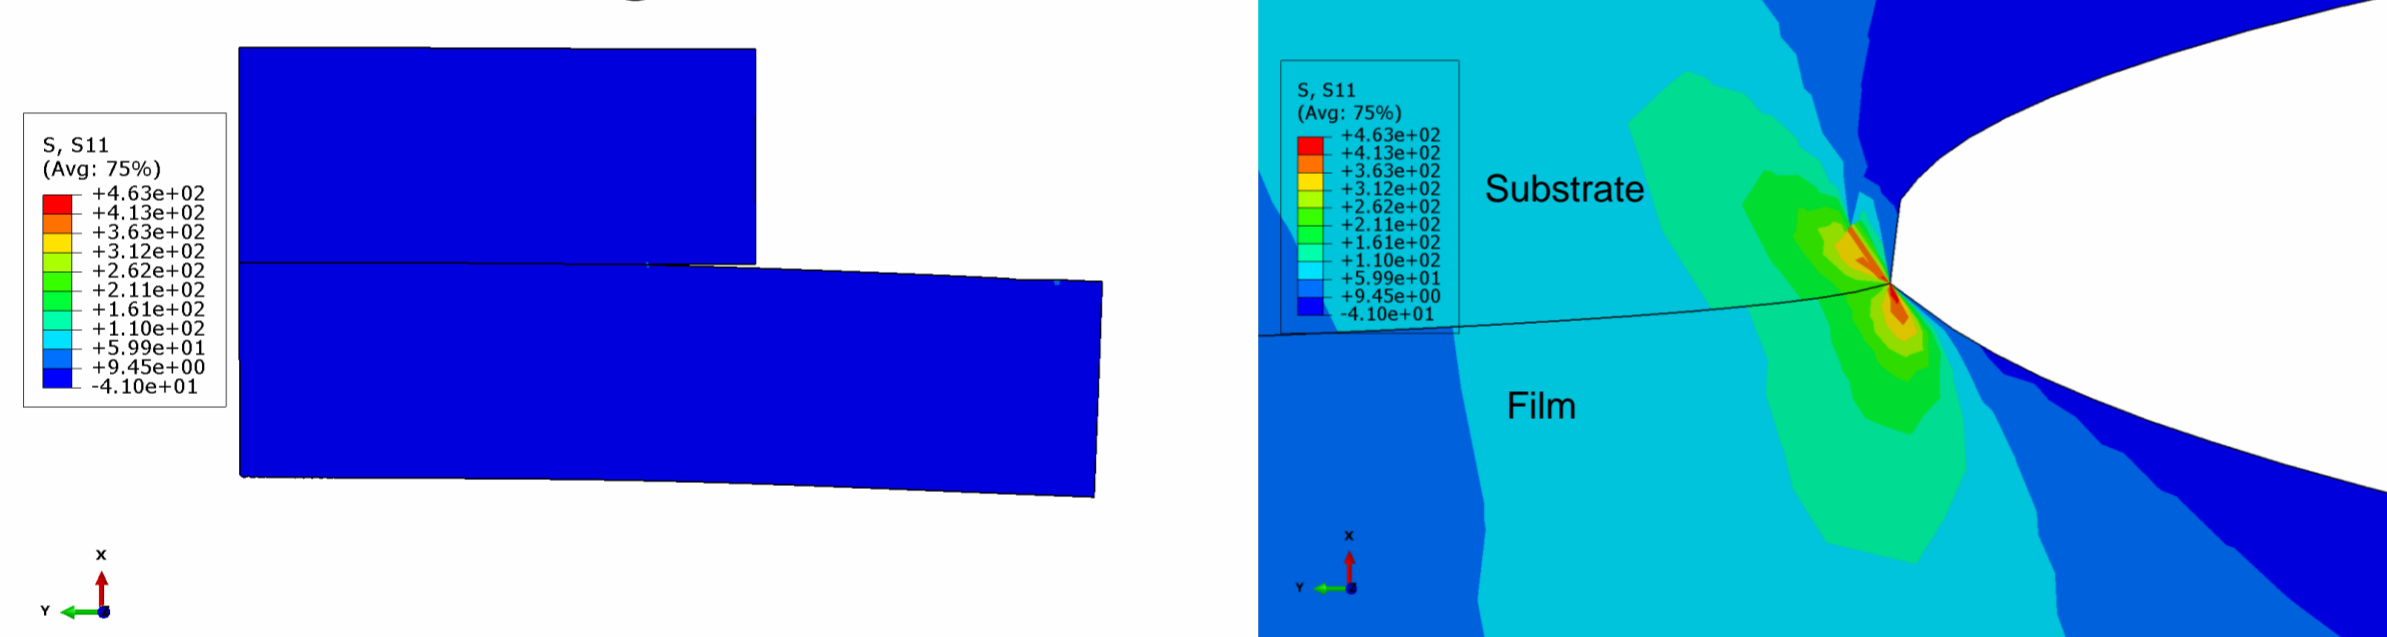 S, S11
(Avg: 75%)
+4.63e+02
+4.13e+02
+3.63e+02
+3.12e+02
+2.62e+02
+2.11e+02
+1.61e+02
+1.10e+02
+5.99e+01
+9.45e+00
-4.10e+01
X
Y
S, S11
(Avg: 75%)
+4.63e+02
+4.13e+02
+3.63e+02
+3.12e+02
+2.62e+02
+2.11e+02
+1.61e+02
+1.10e+02
+5.99e+01
+9.45e+00
-4.10e+01
Substrate
Film
X
Y